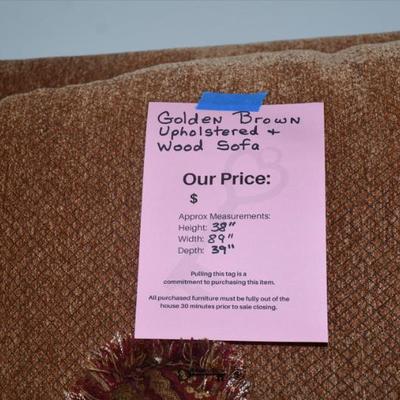 Golden Brown
Upholstered +
Wood Sofa
Our Price:
$
Approx Measurements:
Height: 38"
Width: 89"
Depth: 39"
Pulling this tag is a
commitment to purchasing this item.
All purchased furniture must be fully out of the
house 30 minutes prior to sale closing.